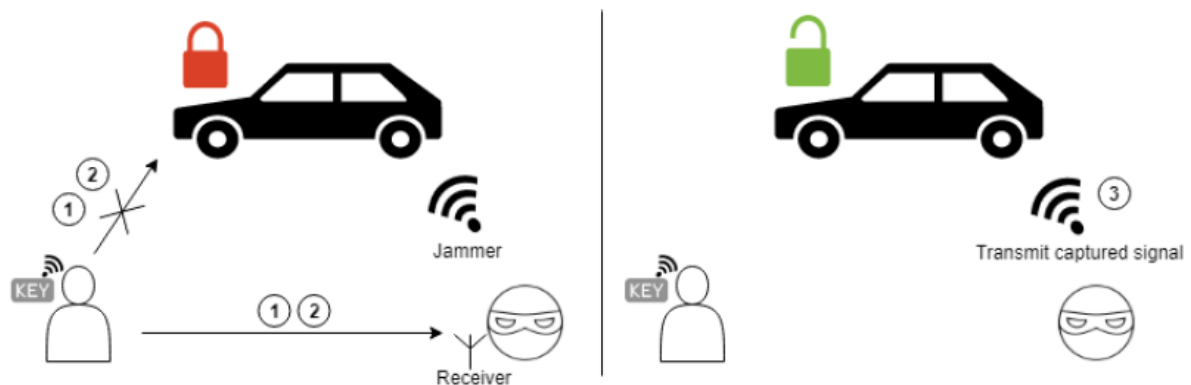 2
1
Jammer
KEY
1 2
Receiver
3
Transmit captured signal
KEY